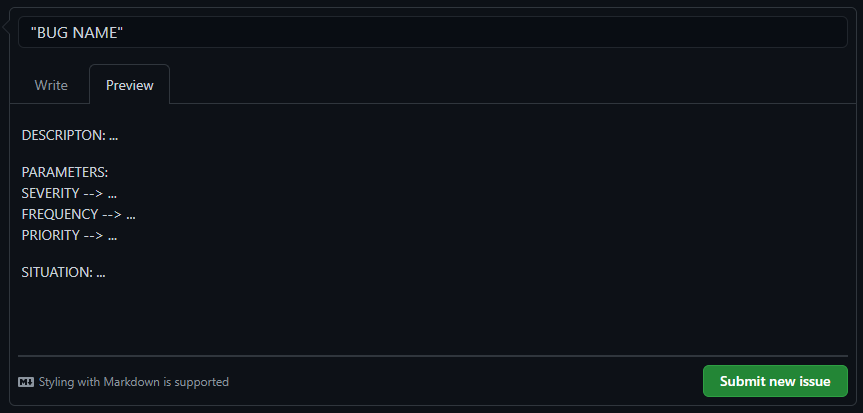 "BUG NAME"
Write
Preview
DESCRIPTON: ...
PARAMETERS:
SEVERITY --> ...
FREQUENCY --> ...
PRIORITY --> ...
SITUATION: ...
Styling with Markdown is supported
Submit new issue